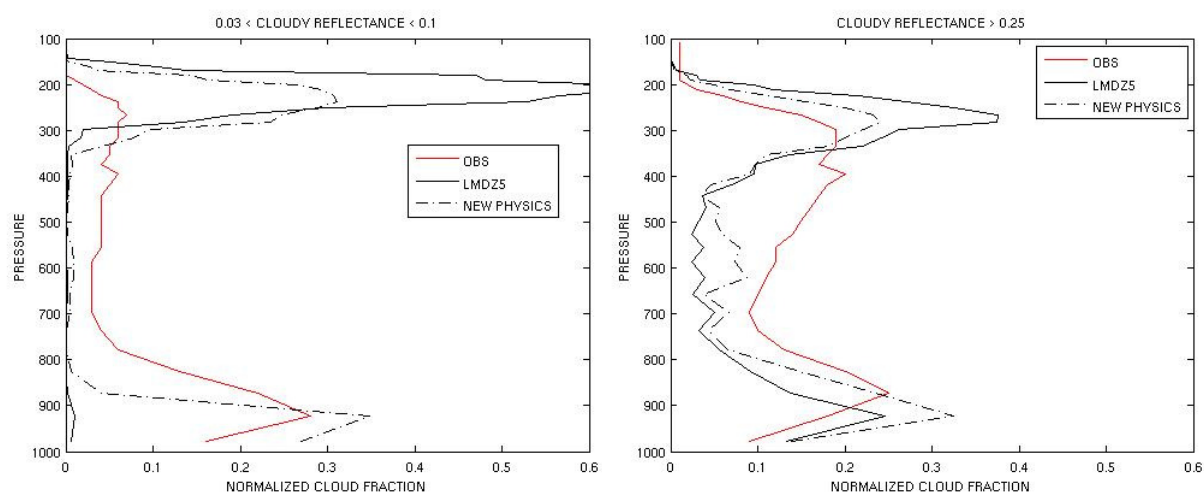 0.03 < CLOUDY REFLECTANCE < 0.1
100
200
300
400
500
600
700
800
900
1000
PRESSURE
OBS
LMDZ5
NEW PHYSICS
0 0.1 0.2 0.3 0.4 0.5 0.6
NORMALIZED CLOUD FRACTION
CLOUDY REFLECTANCE > 0.25
100
200
300
400
500
600
700
800
900
1000
PRESSURE
OBS
LMDZ5
NEW PHYSICS
0 0.1 0.2 0.3 0.4 0.5 0.6
NORMALIZED CLOUD FRACTION